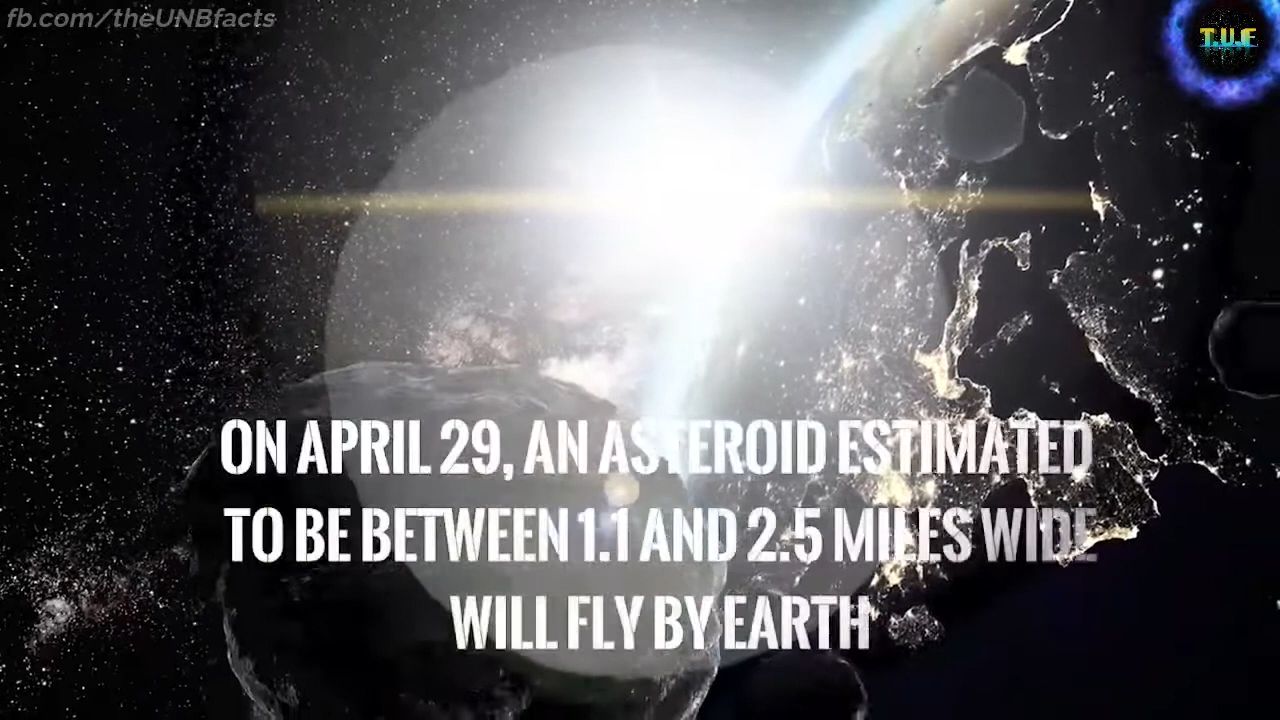 fb.com/theUNBfacts
T.U.F
ON APRIL 29, AN ASTEROID ESTIMATED
TO BE BETWEEN 1.1 AND 2.5 MILES WIDE
WILL FLY BY EARTH